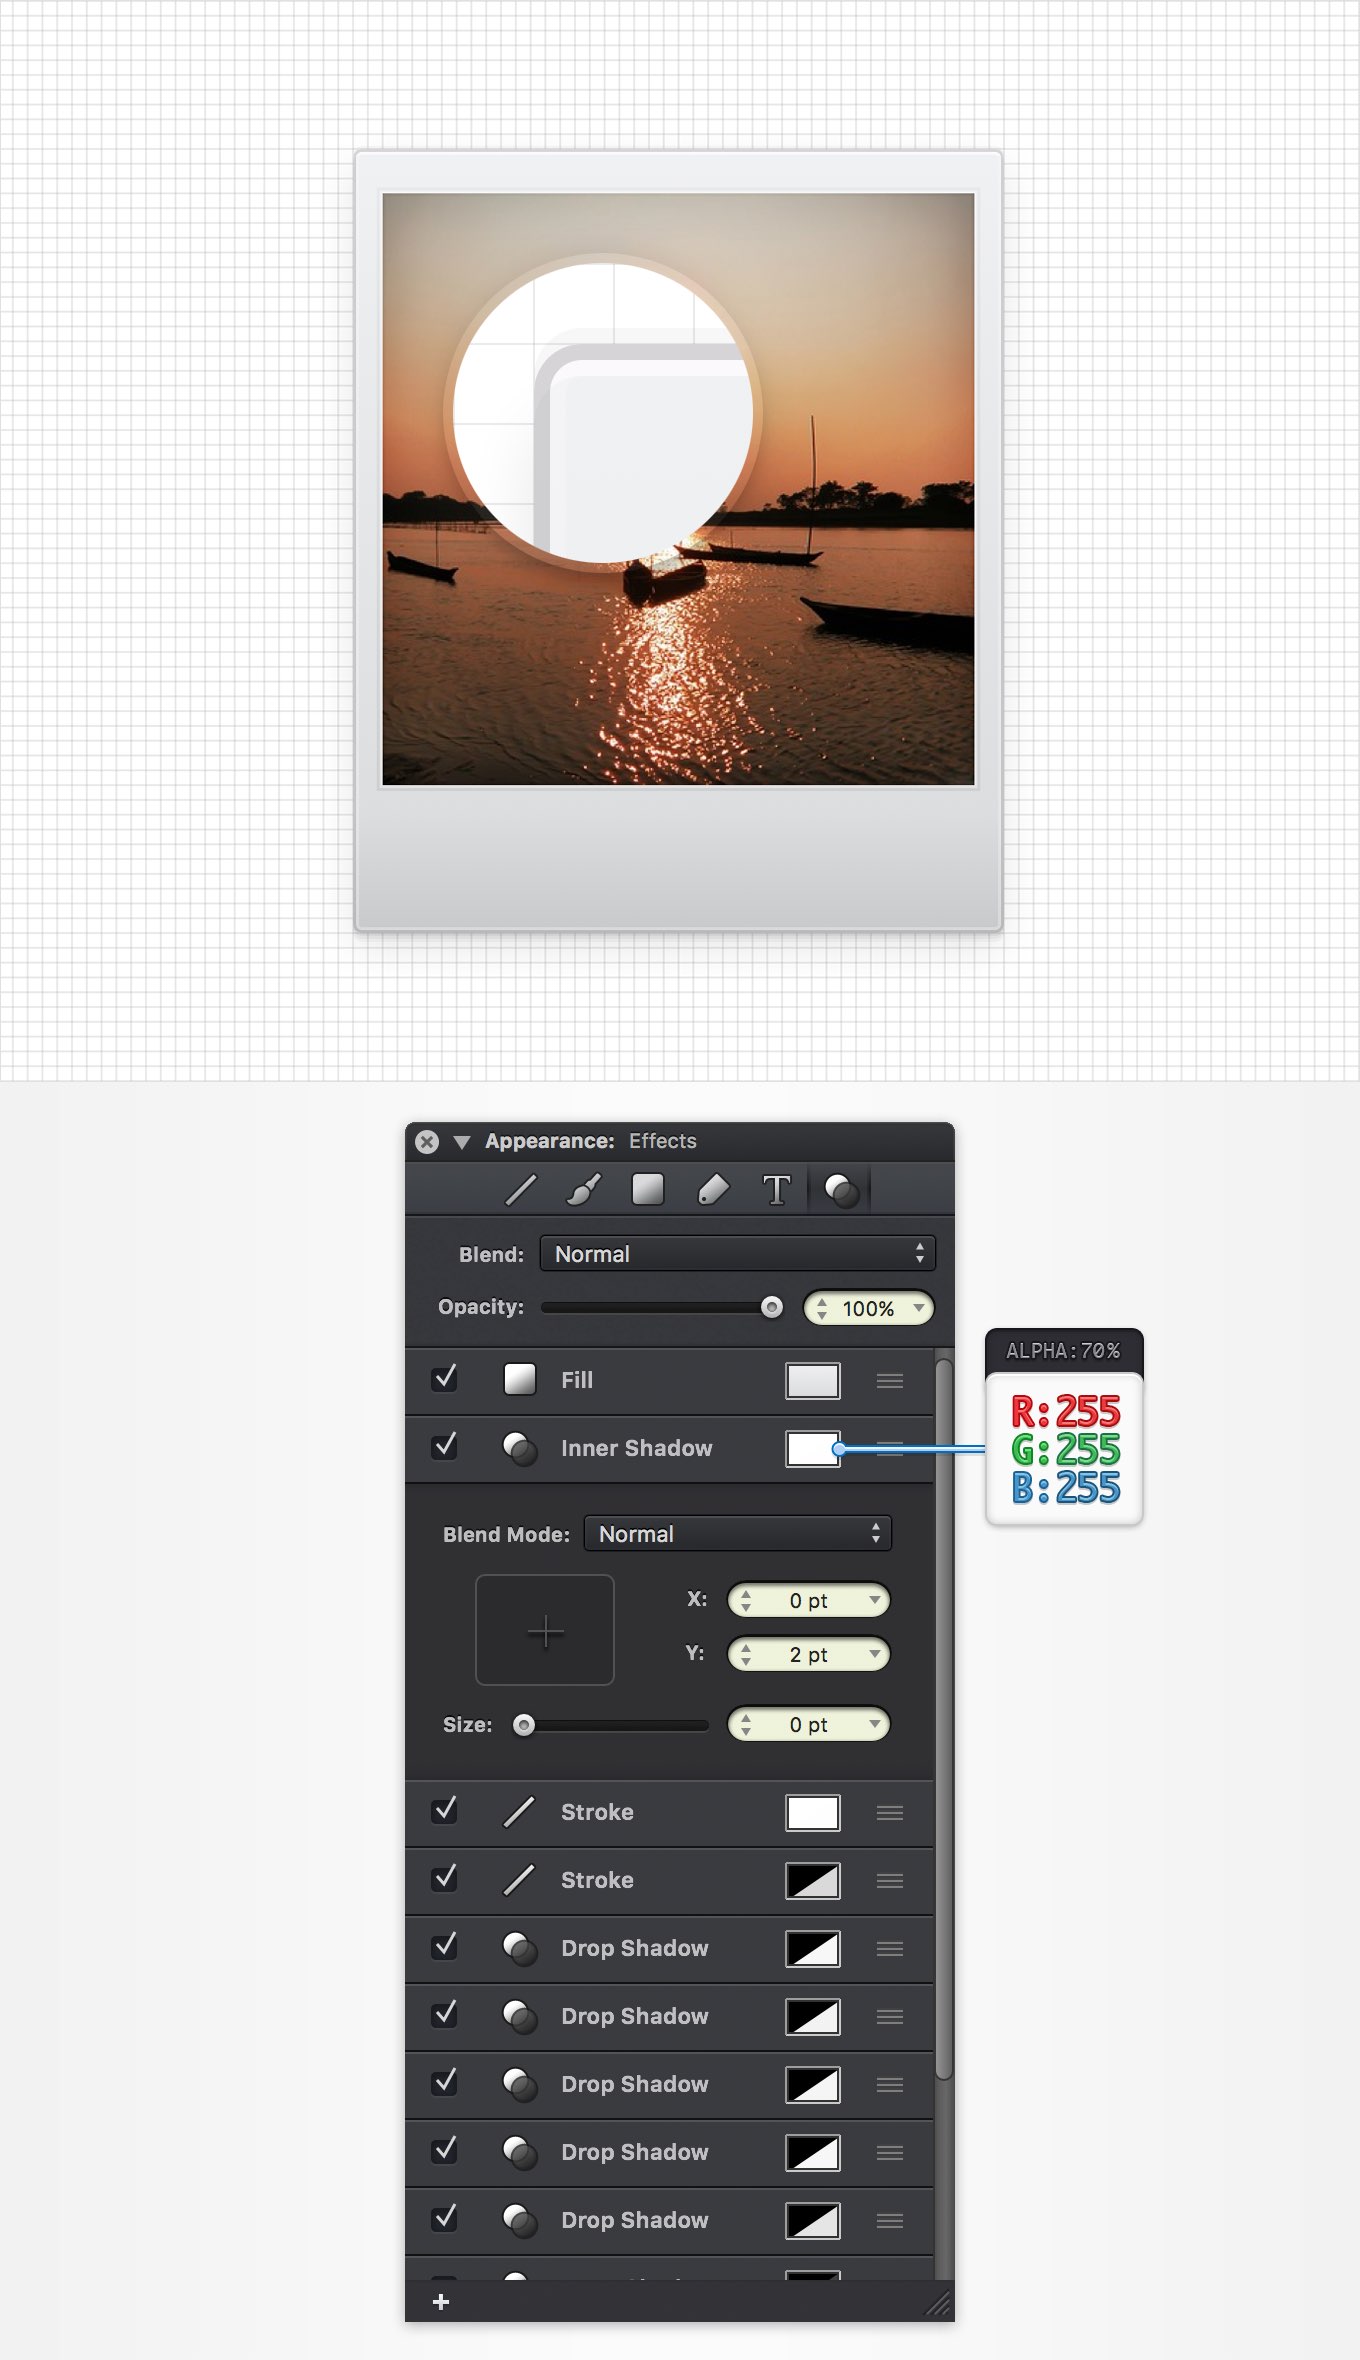 Appearance: Effects
T
Blend: Normal
Opacity: 100%
ALPHA:70%
Fill
R:255
G:255
B:255
Inner Shadow
Blend Mode: Normal
X: 0 pt
Y: 2 pt
Size: 0 pt
Stroke
Stroke
Drop Shadow
Drop Shadow
Drop Shadow
Drop Shadow
Drop Shadow